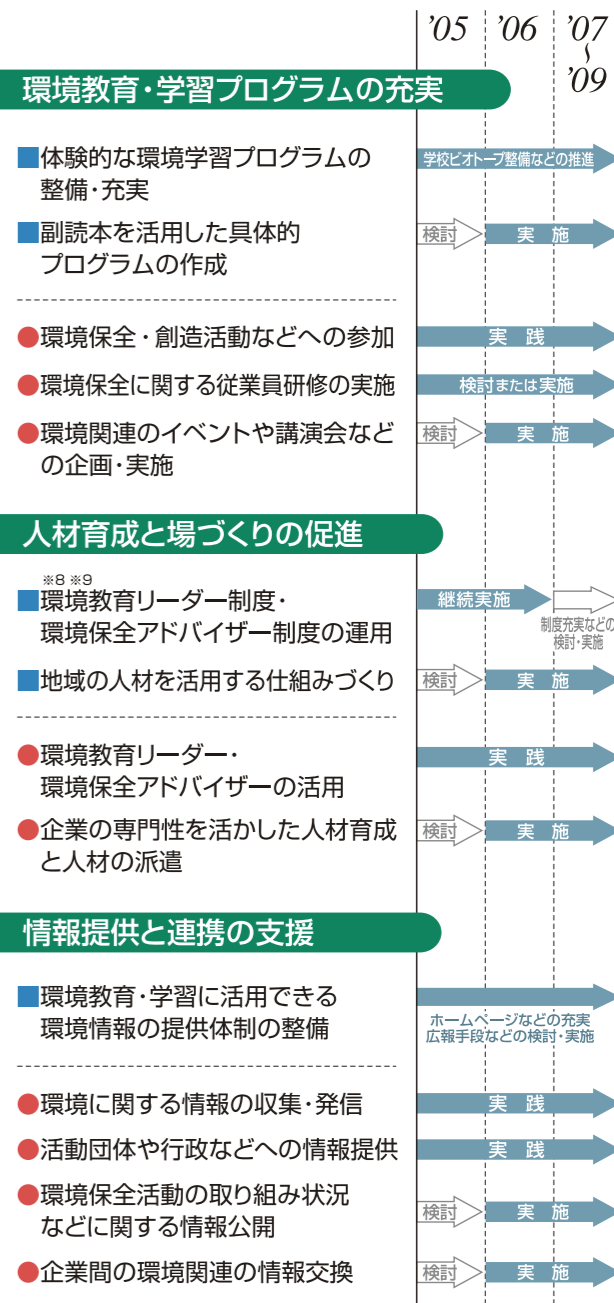 '05 '06 '07
～
'09
環境教育・学習プログラムの充実
■体験的な環境学習プログラムの
整備・充実
学校ビオトープ整備などの推進
■副読本を活用した具体的
プログラムの作成
検討 実 施
●環境保全・創造活動などへの参加
実 践
●環境保全に関する従業員研修の実施
検討または実施
●環境関連のイベントや講演会など
の企画・実施
検討 実 施
人材育成と場づくりの促進
※8 ※9
■環境教育リーダー制度・
環境保全アドバイザー制度の運用
継続実施
制度充実などの
検討・実施
■地域の人材を活用する仕組みづくり
検討 実 施
●環境教育リーダー・
環境保全アドバイザーの活用
実 践
●企業の専門性を活かした人材育成
と人材の派遣
検討 実 施
情報提供と連携の支援
■環境教育・学習に活用できる
環境情報の提供体制の整備
ホームページなどの充実
広報手段などの検討・実施
●環境に関する情報の収集・発信
実 践
●活動団体や行政などへの情報提供
実 践
●環境保全活動の取り組み状況
などに関する情報公開
検討 実 施
●企業間の環境関連の情報交換
検討 実 施